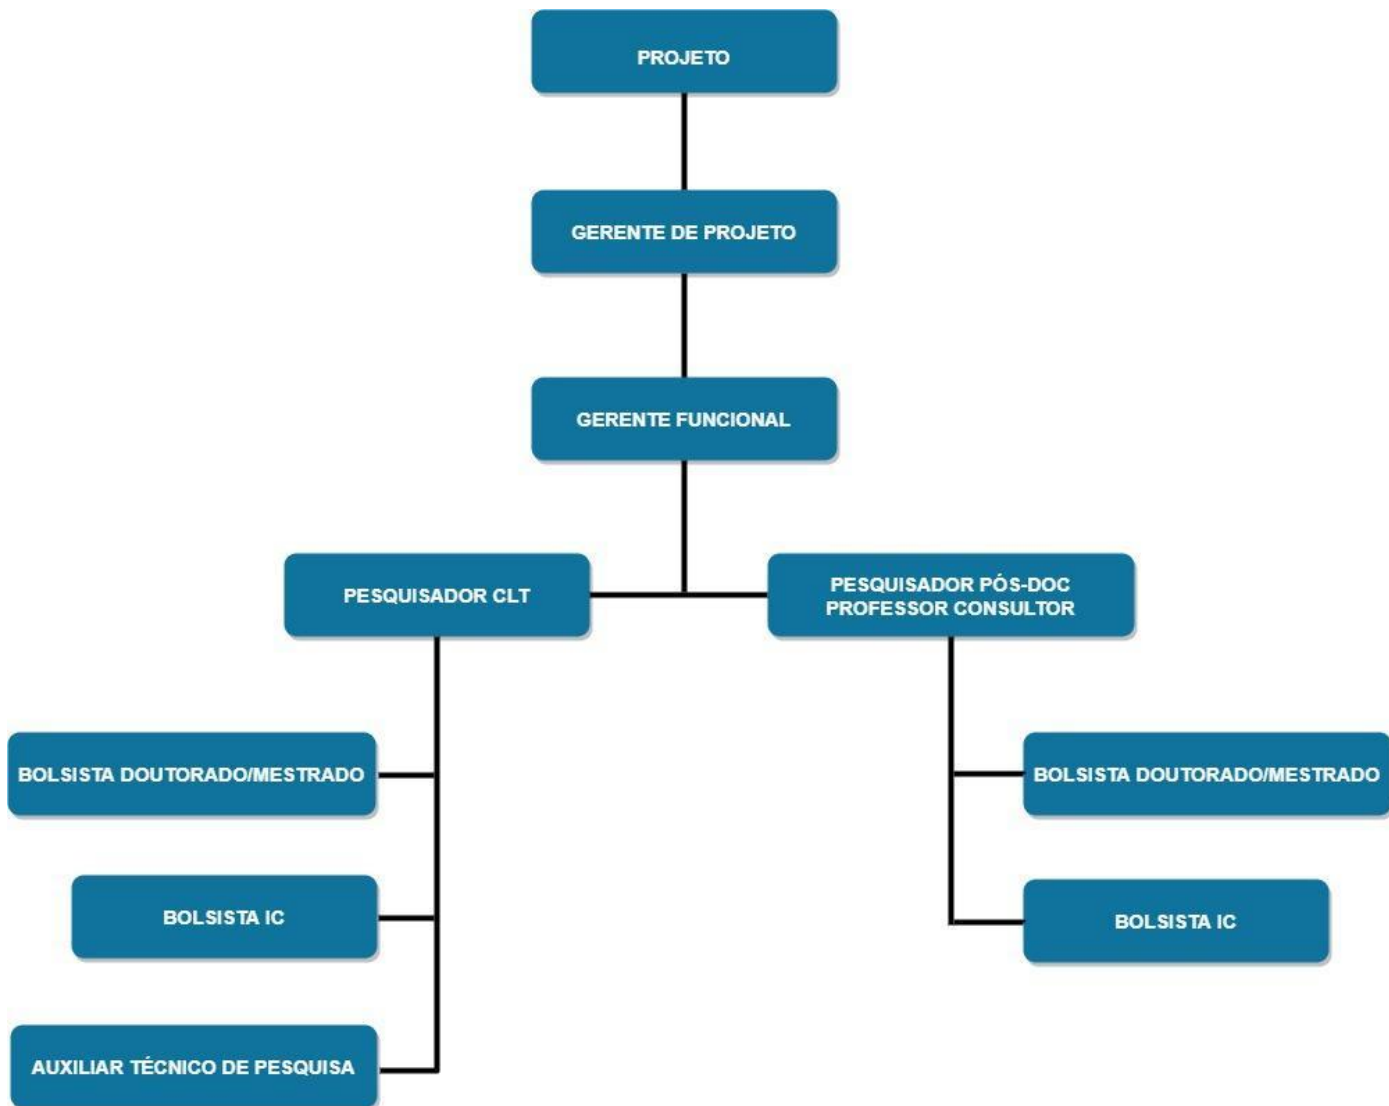 PROJETO
GERENTE DE PROJETO
GERENTE FUNCIONAL
PESQUISADOR CLT
PESQUISADOR PÓS-DOC
PROFESSOR CONSULTOR
BOLSISTA DOUTORADO/MESTRADO
BOLSISTA DOUTORADO/MESTRADO
BOLSISTA IC
BOLSISTA IC
AUXILIAR TÉCNICO DE PESQUISA